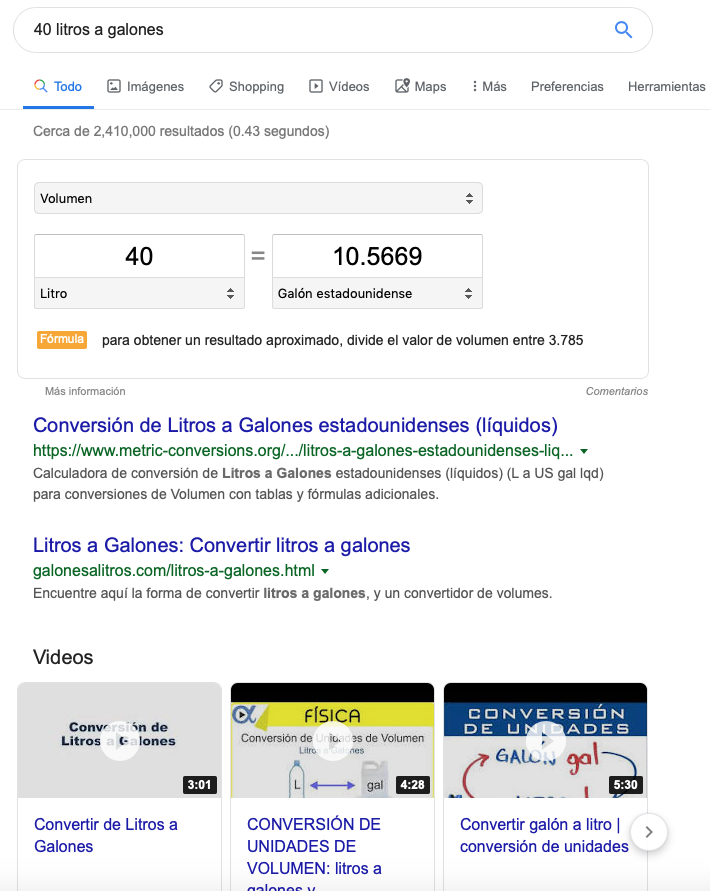 40 litros a galones
Todo Imágenes Shopping Vídeos Maps Más Preferencias Herramientas
Cerca de 2,410,000 resultados (0.43 segundos)
Volumen
40 = 10.5669
Litro Galón estadounidense
Fórmula para obtener un resultado aproximado, divide el valor de volumen entre 3.785
Más información Comentarios
Conversión de Litros a Galones estadounidenses (líquidos)
https://www.metric-conversions.org/.../litros-a-galones-estadounidenses-liq...
Calculadora de conversión de Litros a Galones estadounidenses (líquidos) (L a US gal lqd)
para conversiones de Volumen con tablas y fórmulas adicionales.
Litros a Galones: Convertir litros a galones
galonesalitros.com/litros-a-galones.html
Encuentre aquí la forma de convertir litros a galones, y un convertidor de volumes.
Videos
Conversión de
Litros a Galones
3:01
Convertir de Litros a
Galones
FÍSICA
Conversión de Unidades de Volumen
Litros a Galones
L gal
4:28
CONVERSIÓN DE
UNIDADES DE
VOLUMEN: litros a
galones y
CONVERSIÓN
DE UNIDADES
GALON gal
5:30
Convertir galón a litro |
conversión de unidades